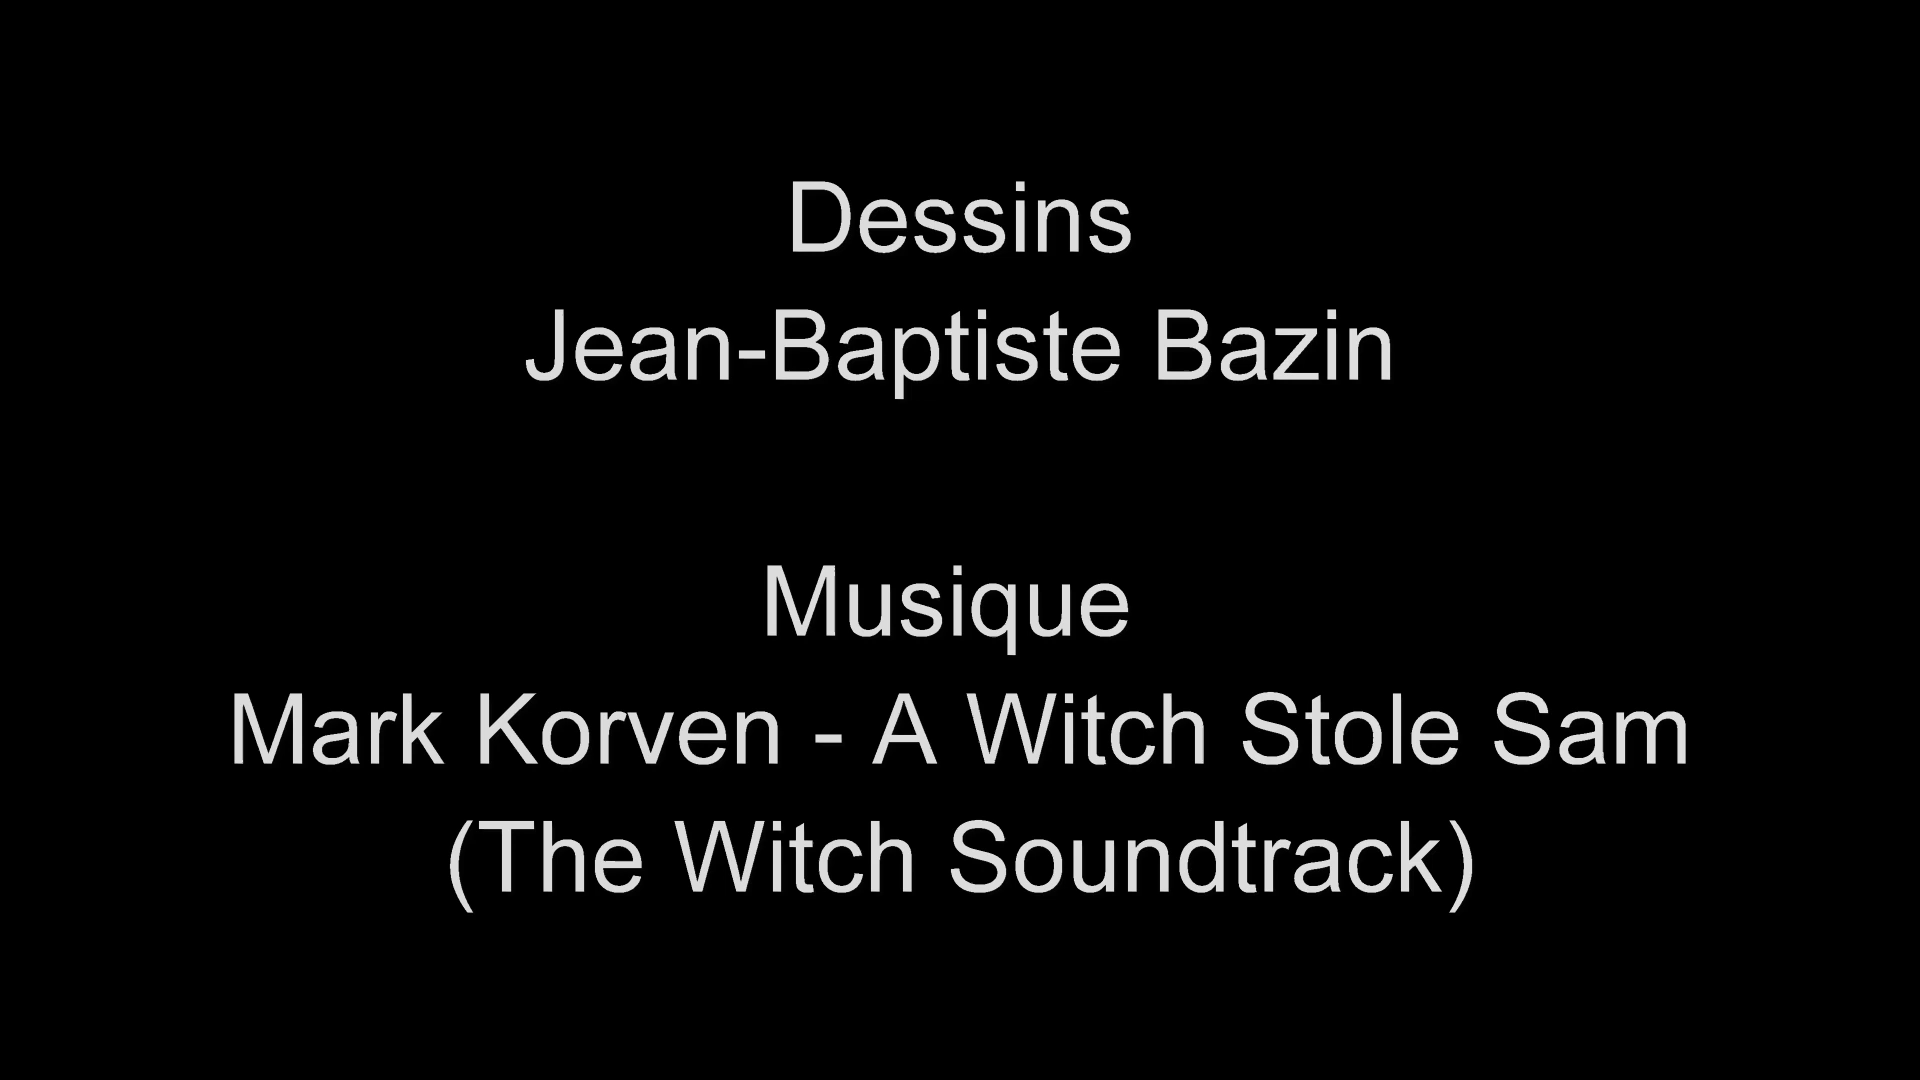 Dessins
Jean-Baptiste Bazin
Musique
Mark Korven - A Witch Stole Sam
(The Witch Soundtrack)